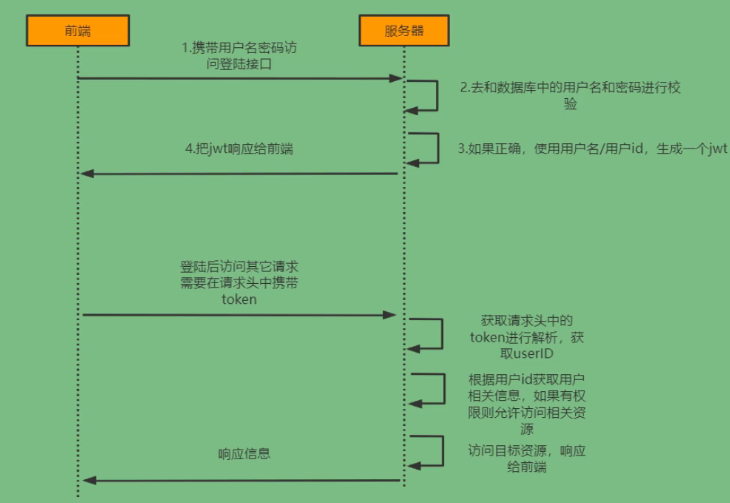 前端
服务器
1.携带用户名密码访
问登陆接口
2.去和数据库中的用户名和密码进行校
验
4.把jwt响应给前端
3.如果正确，使用用户名/用户id，生成一个jwt
登陆后访问其它请求
需要在请求头中携带
token
获取请求头中的
token进行解析，获
取userID
根据用户id获取用户
相关信息，如果有权
限则允许访问相关资
源
响应信息
访问目标资源，响应
给前端